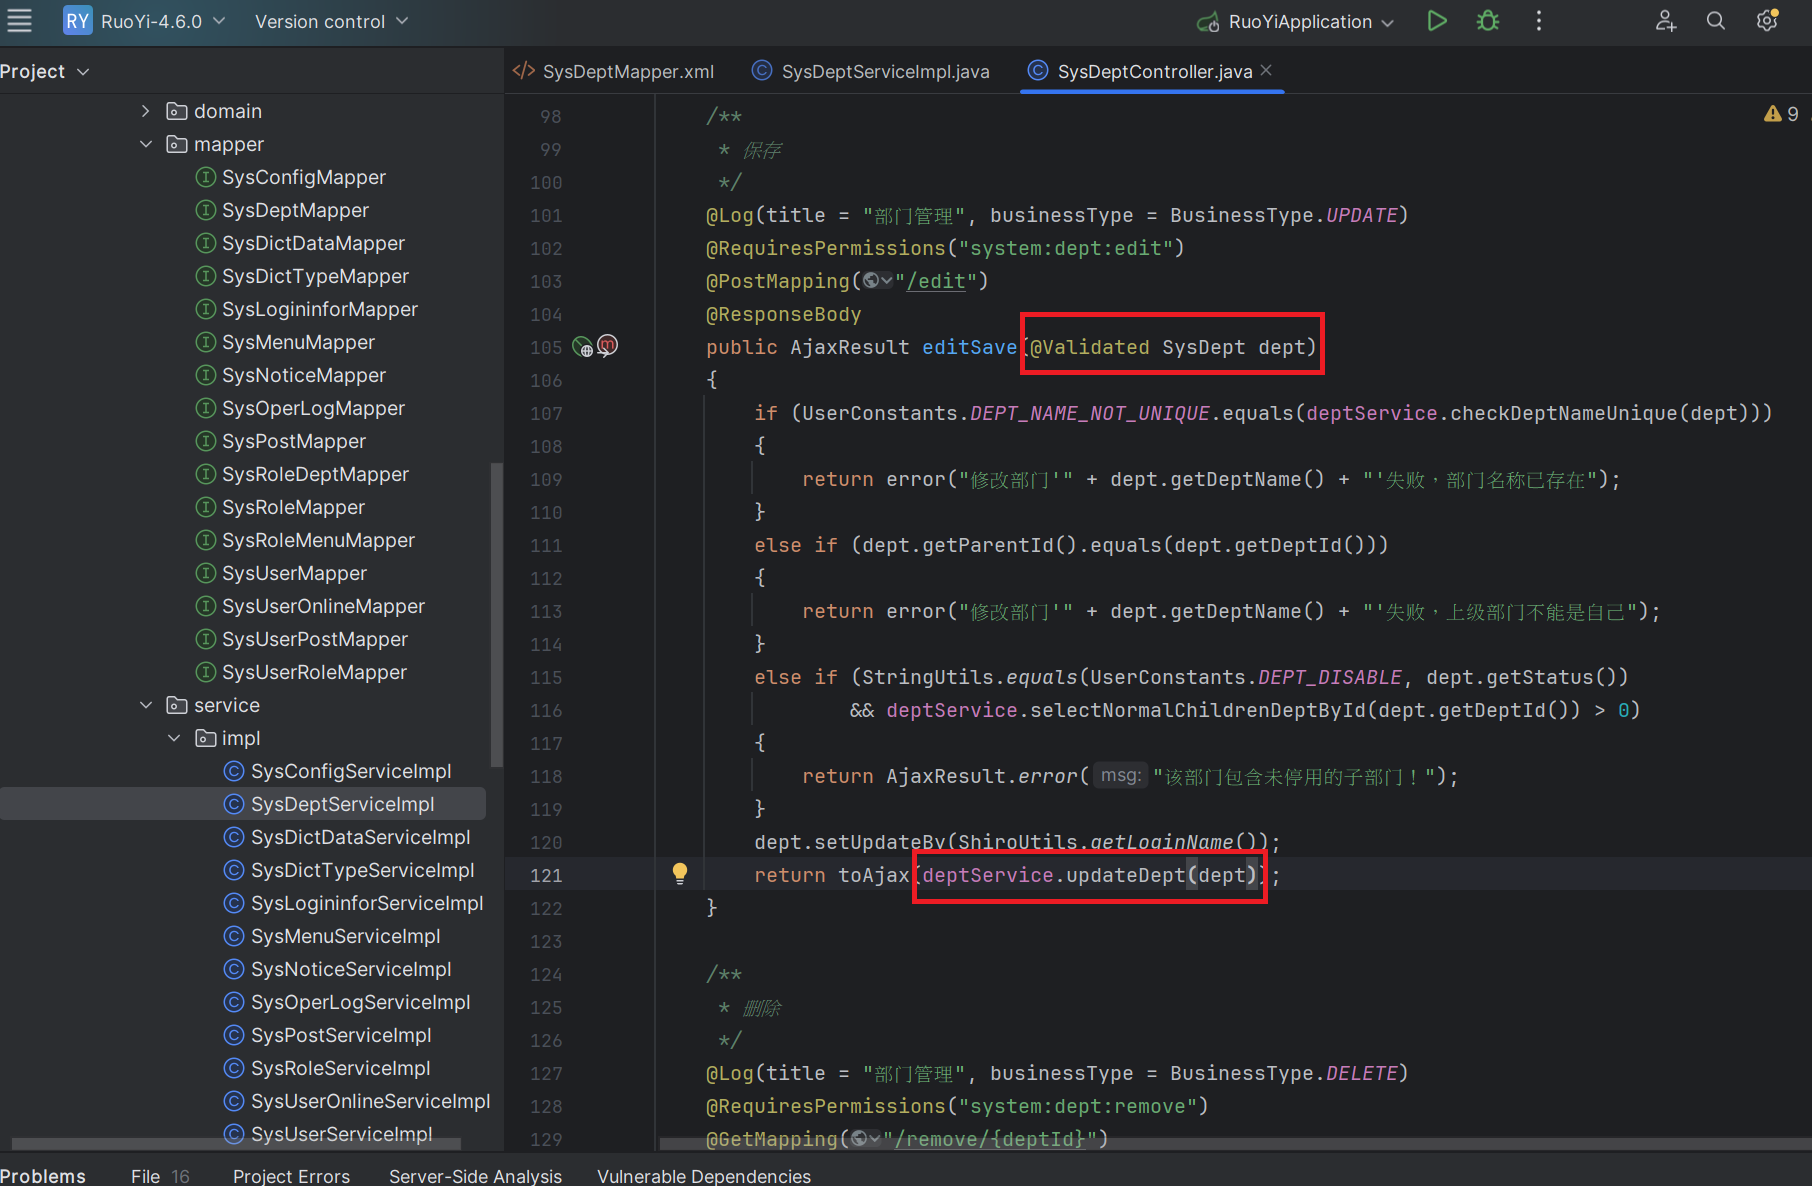 RY RuoYi-4.6.0 Version control RuoYiApplication
Project
SysDeptMapper.xml SysDeptServiceImpl.java SysDeptController.java
9
domain
mapper
SysConfigMapper
SysDeptMapper
SysDictDataMapper
SysDictTypeMapper
SysLogininforMapper
SysMenuMapper
SysNoticeMapper
SysOperLogMapper
SysPostMapper
SysRoleDeptMapper
SysRoleMapper
SysRoleMenuMapper
SysUserMapper
SysUserOnlineMapper
SysUserPostMapper
SysUserRoleMapper
service
impl
SysConfigServiceImpl
SysDeptServiceImpl
SysDictDataServiceImpl
SysDictTypeServiceImpl
SysLogininforServiceImpl
SysMenuServiceImpl
SysNoticeServiceImpl
SysOperLogServiceImpl
SysPostServiceImpl
SysRoleServiceImpl
SysUserOnlineServiceImpl
SysUserServiceImpl
98 /**
99 * 保存
100 */
101 @Log(title = "部门管理", businessType = BusinessType.UPDATE)
102 @RequiresPermissions("system:dept:edit")
103 @PostMapping("/edit")
104 @ResponseBody
105 public AjaxResult editSave(@Validated SysDept dept)
106 {
107 if (UserConstants.DEPT_NAME_NOT_UNIQUE.equals(deptService.checkDeptNameUnique(dept)))
108 {
109 return error("修改部门'" + dept.getDeptName() + "'失败，部门名称已存在");
110 }
111 else if (dept.getParentId().equals(dept.getDeptId()))
112 {
113 return error("修改部门'" + dept.getDeptName() + "'失败，上级部门不能是自己");
114 }
115 else if (StringUtils.equals(UserConstants.DEPT_DISABLE, dept.getStatus())
116 && deptService.selectNormalChildrenDeptById(dept.getDeptId()) > 0)
117 {
118 return AjaxResult.error( msg: "该部门包含未停用的子部门！");
119 }
120 dept.setUpdateBy(ShiroUtils.getLoginName());
121 return toAjax(deptService.updateDept(dept));
122 }
123
124 /**
125 * 删除
126 */
127 @Log(title = "部门管理", businessType = BusinessType.DELETE)
128 @RequiresPermissions("system:dept:remove")
129 @GetMapping("/remove/{deptId}")
Problems File 16 Project Errors Server-Side Analysis Vulnerable Dependencies